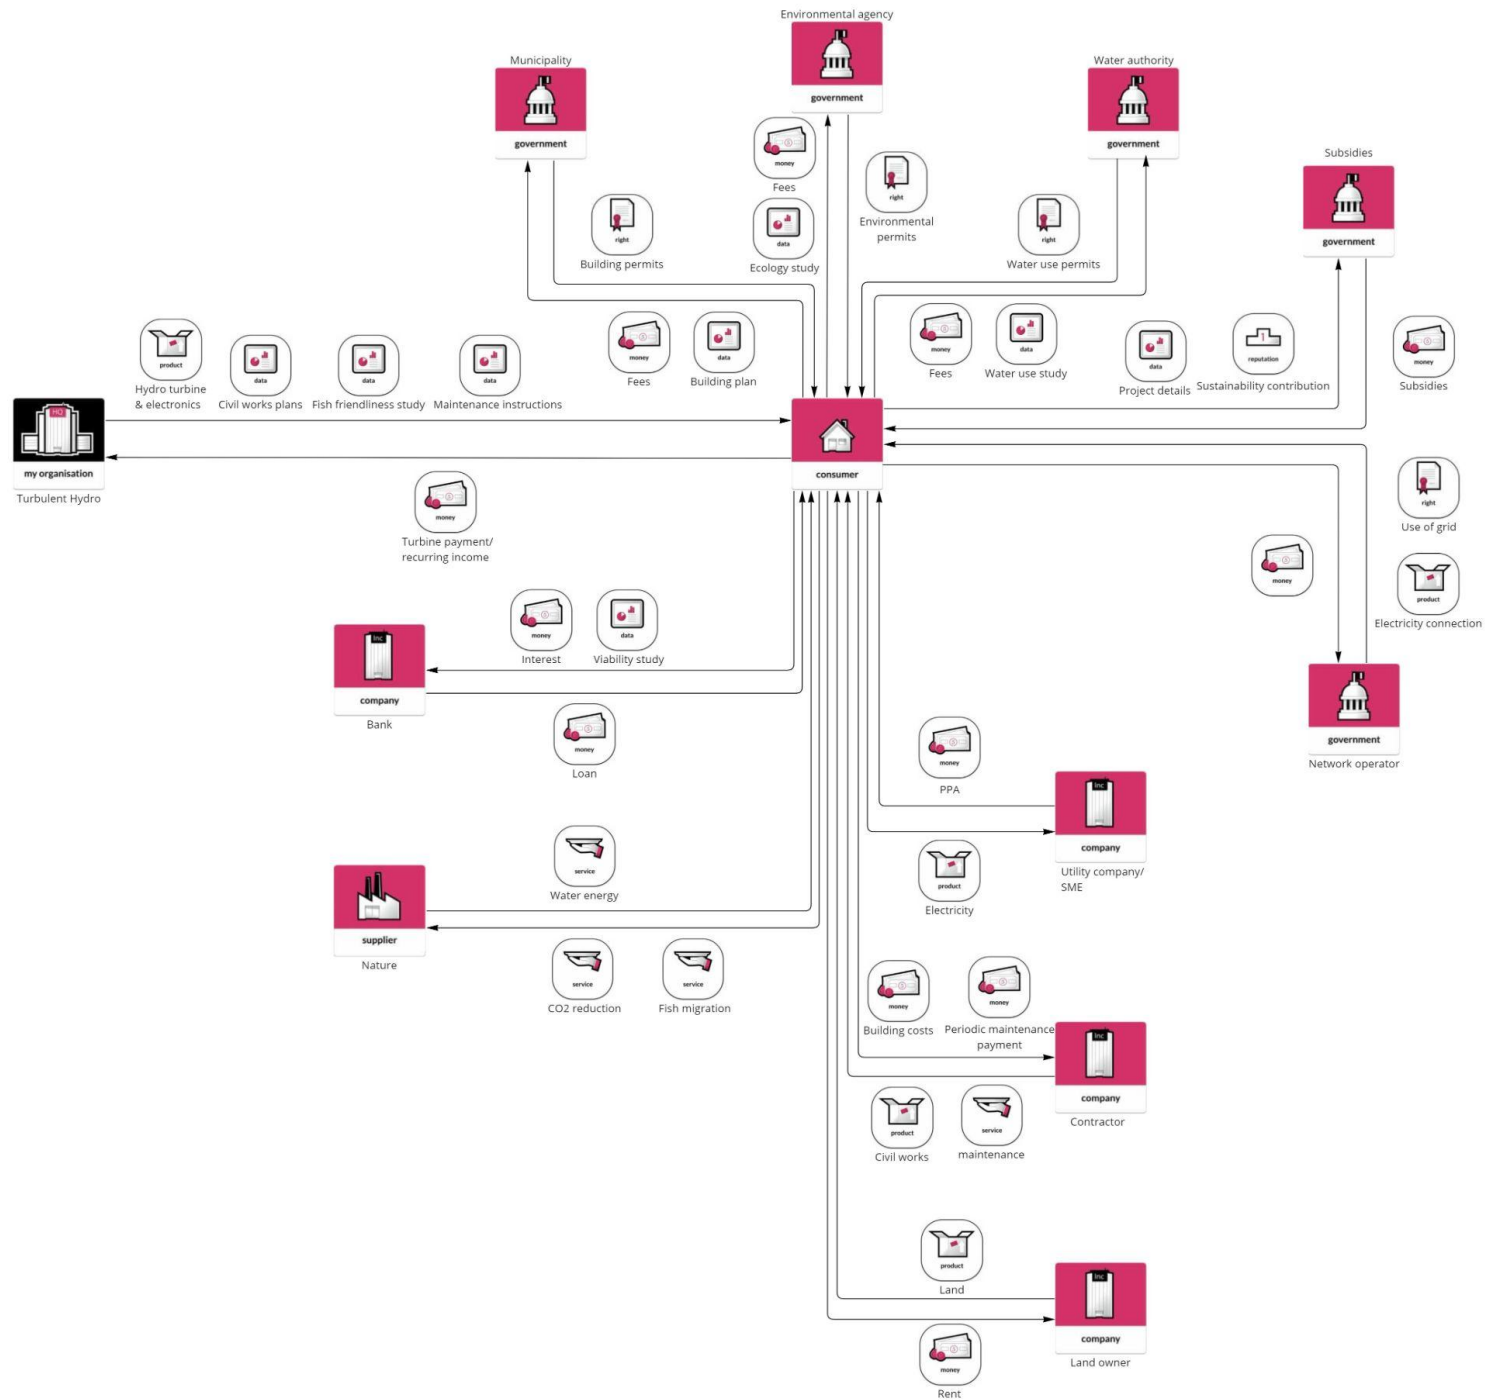 Environmental agency
government
Municipality
government
Water authority
government
Subsidies
government
money
Fees
data
Ecology study
right
Environmental
permits
right
Building permits
right
Water use permits
money
Fees
data
Building plan
money
Fees
data
Water use study
data
Project details
1
reputation
Sustainability contribution
money
Subsidies
product
Hydro turbine
& electronics
data
Civil works plans
data
Fish friendliness study
data
Maintenance instructions
HQ
my organisation
Turbulent Hydro
consumer
money
Turbine payment/
recurring income
right
Use of grid
money
product
Electricity connection
government
Network operator
money
Interest
data
Viability study
Inc
company
Bank
money
Loan
money
PPA
Inc
company
Utility company/
SME
product
Electricity
service
Water energy
supplier
Nature
service
CO2 reduction
service
Fish migration
money
Building costs
money
Periodic maintenance
payment
Inc
company
Contractor
product
Civil works
service
maintenance
product
Land
Inc
company
Land owner
money
Rent